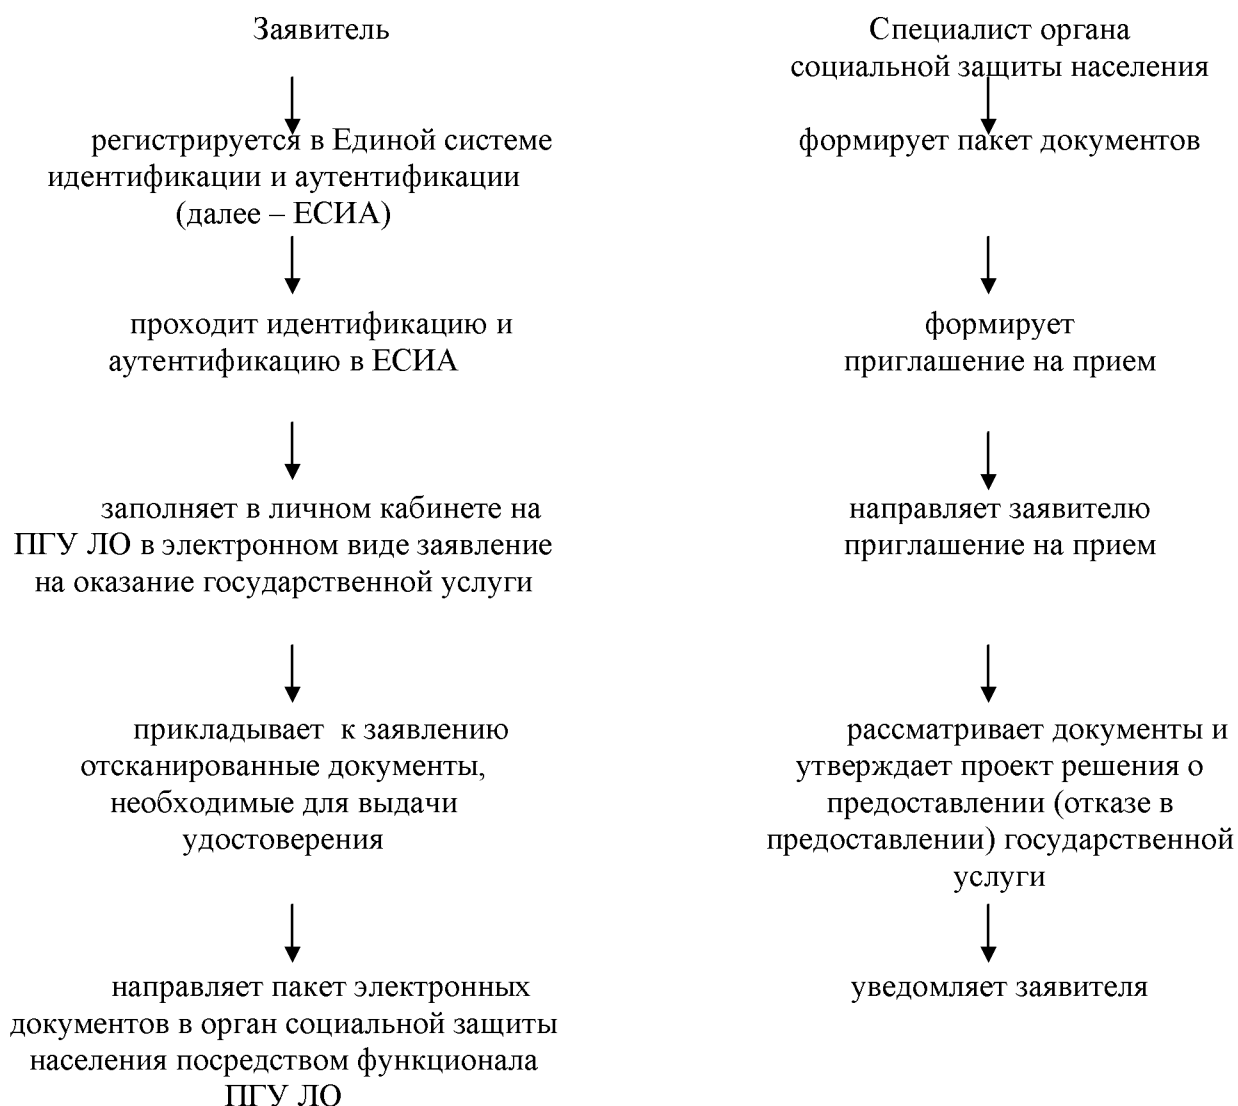 Заявитель
регистрируется в Единой системе
идентификации и аутентификации
(далее – ЕСИА)
проходит идентификацию и
аутентификацию в ЕСИА
заполняет в личном кабинете на
ПГУ ЛО в электронном виде заявление
на оказание государственной услуги
прикладывает к заявлению
отсканированные документы,
необходимые для выдачи
удостоверения
направляет пакет электронных
документов в орган социальной защиты
населения посредством функционала
ПГУ ЛО
Специалист органа
социальной защиты населения
формирует пакет документов
формирует
приглашение на прием
направляет заявителю
приглашение на прием
рассматривает документы и
утверждает проект решения о
предоставлении (отказе в
предоставлении) государственной
услуги
уведомляет заявителя